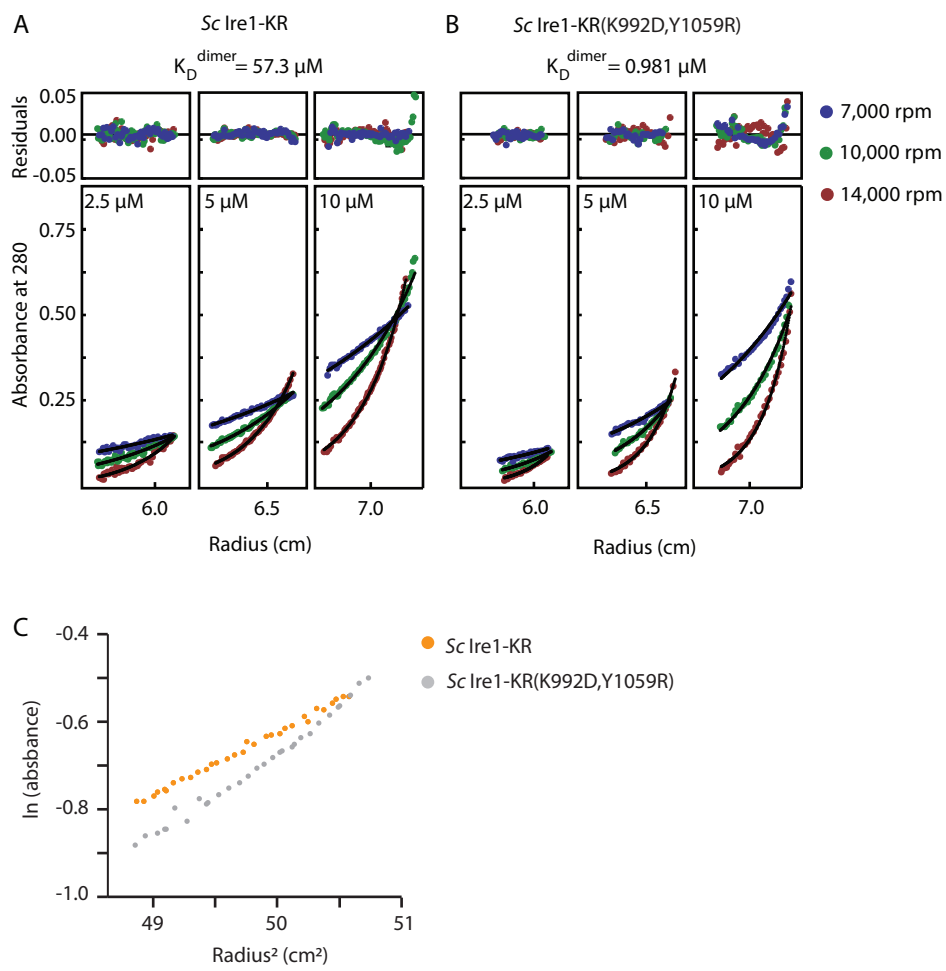 A
Sc Ire1-KR
K_D^dimer = 57.3 μM
B
Sc Ire1-KR(K992D,Y1059R)
K_D^dimer = 0.981 μM
Residuals
0.05
0.00
-0.05
7,000 rpm
10,000 rpm
14,000 rpm
Absorbance at 280
0.75
0.50
0.25
2.5 μM
5 μM
10 μM
2.5 μM
5 μM
10 μM
6.0
6.5
7.0
6.0
6.5
7.0
Radius (cm)
Radius (cm)
C
ln (absbance)
-0.4
-0.6
-0.8
-1.0
49
50
51
Radius² (cm²)
Sc Ire1-KR
Sc Ire1-KR(K992D,Y1059R)